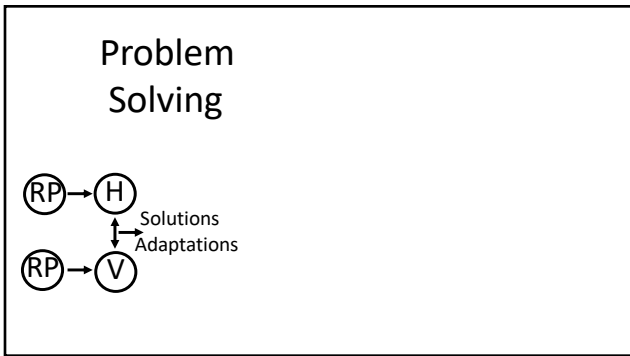 Problem
Solving
RP H
Solutions
Adaptations
RP V